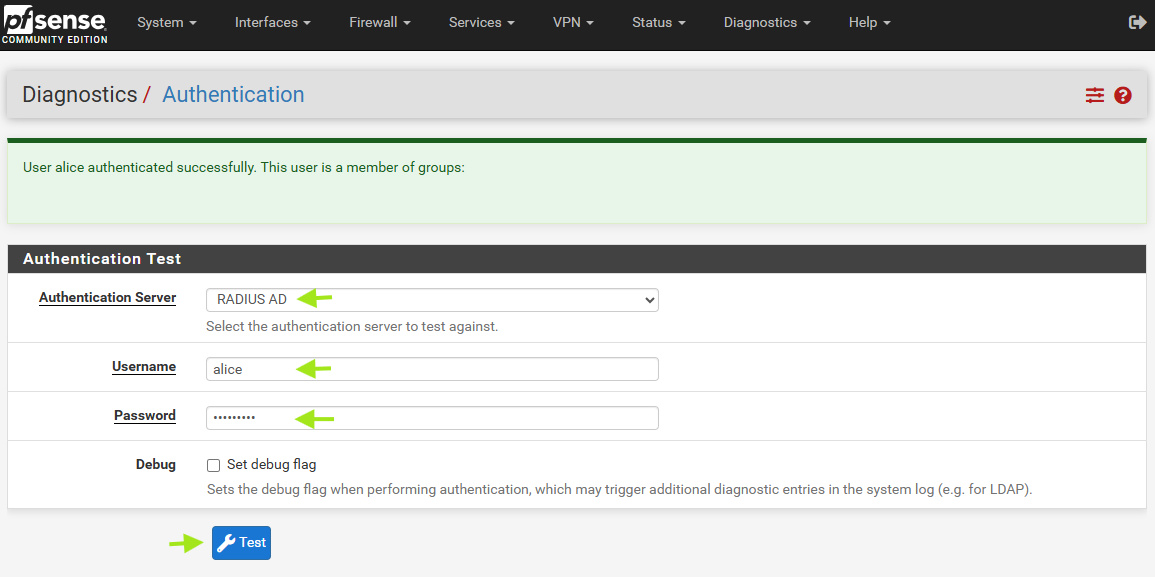 pfsense
COMMUNITY EDITION
System Interfaces Firewall Services VPN Status Diagnostics Help
Diagnostics / Authentication
User alice authenticated successfully. This user is a member of groups:
Authentication Test
Authentication Server RADIUS AD
Select the authentication server to test against.
Username alice
Password •••••••••
Debug Set debug flag
Sets the debug flag when performing authentication, which may trigger additional diagnostic entries in the system log (e.g. for LDAP).
Test